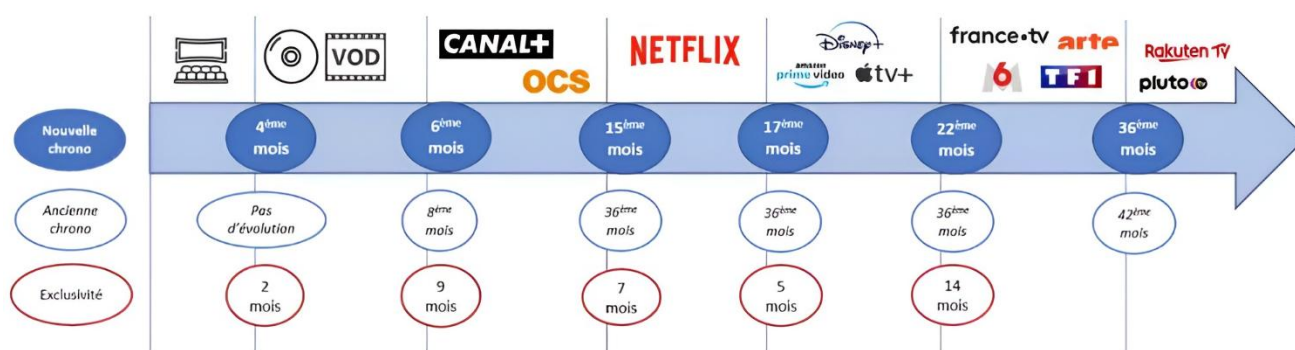 VOD
CANAL+
OCS
NETFLIX
Disney+
amazon
prime video
tv+
france•tv
arte
6
TF1
Rakuten TV
pluto tv
Nouvelle
chrono
4ème
mois
6ème
mois
15ème
mois
17ème
mois
22ème
mois
36ème
mois
Ancienne
chrono
Pas
d'évolution
8ème
mois
36ème
mois
36ème
mois
36ème
mois
42ème
mois
Exclusivité
2
mois
9
mois
7
mois
5
mois
14
mois